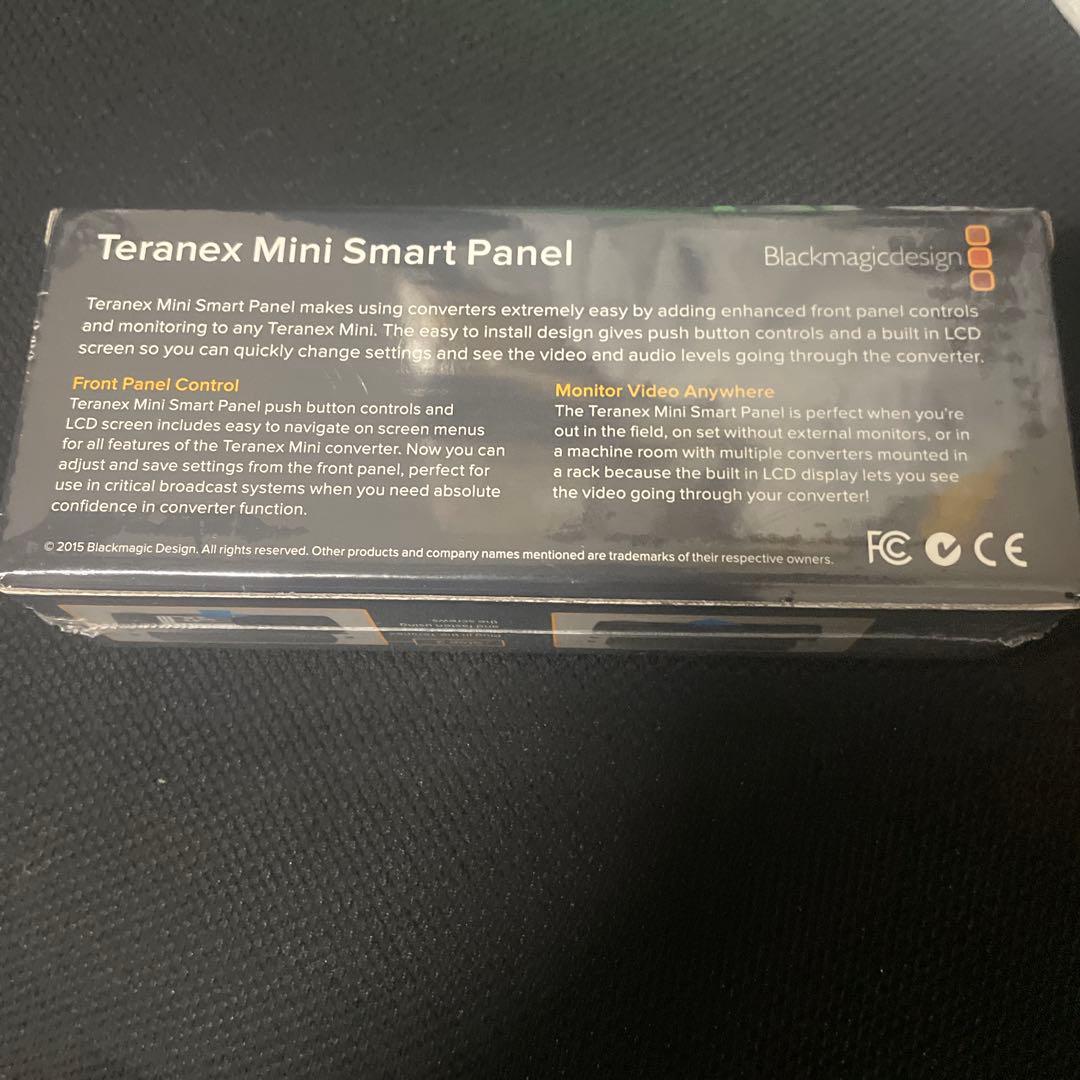 Teranex Mini Smart Panel
Blackmagicdesign
Teranex Mini Smart Panel makes using converters extremely easy by adding enhanced front panel controls
and monitoring to any Teranex Mini. The easy to install design gives push button controls and a built in LCD
screen so you can quickly change settings and see the video and audio levels going through the converter.
Front Panel Control
Teranex Mini Smart Panel push button controls and
LCD screen includes easy to navigate on screen menus
for all features of the Teranex Mini converter. Now you can
adjust and save settings from the front panel, perfect for
use in critical broadcast systems when you need absolute
confidence in converter function.
Monitor Video Anywhere
The Teranex Mini Smart Panel is perfect when you're
out in the field, on set without external monitors, or in
a machine room with multiple converters mounted in
a rack because the built in LCD display lets you see
the video going through your converter!
© 2015 Blackmagic Design. All rights reserved. Other products and company names mentioned are trademarks of their respective owners.
FC CE
the screws
and fasten using